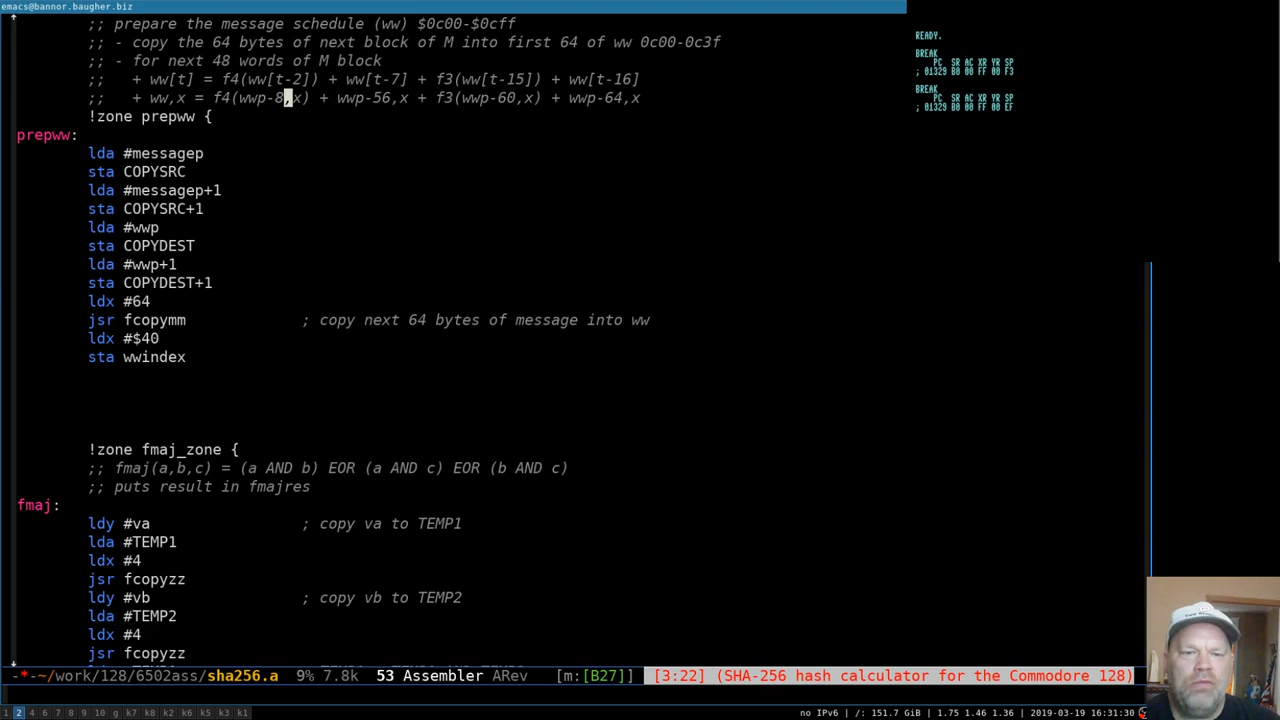 emacs@bannor.baugher.biz
;; prepare the message schedule (ww) $0c00-$0cff
;; - copy the 64 bytes of next block of M into first 64 of ww 0c00-0c3f
;; - for next 48 words of M block
;;   + ww[t] = f4(ww[t-2]) + ww[t-7] + f3(ww[t-15]) + ww[t-16]
;;   + ww,x = f4(wwp-8,x) + wwp-56,x + f3(wwp-60,x) + wwp-64,x
!zone prepww {
prepww:
lda #messagep
sta COPYSRC
lda #messagep+1
sta COPYSRC+1
lda #wwp
sta COPYDEST
lda #wwp+1
sta COPYDEST+1
ldx #64
jsr fcopymm ; copy next 64 bytes of message into ww
ldx #$40
sta wwindex
!zone fmaj_zone {
;; fmaj(a,b,c) = (a AND b) EOR (a AND c) EOR (b AND c)
;; puts result in fmajres
fmaj:
ldy #va ; copy va to TEMP1
lda #TEMP1
ldx #4
jsr fcopyzz
ldy #vb ; copy vb to TEMP2
lda #TEMP2
ldx #4
jsr fcopyzz
-*-~/work/128/6502ass/sha256.a 9% 7.8k 53 Assembler ARev [m:[B27]] [3:22] (SHA-256 hash calculator for the Commodore 128)
1 2 4 5 6 7 8 9 10 g k7 k8 k2 k6 k5 k9 k4 k3 k1 no IPv6 | /: 151.7 GiB | 1.75 1.46 1.36 | 2019-03-19 16:31:30
READY.
BREAK
PC SR AC XR YR SP
; 01329 B0 00 FF 00 F3
BREAK
PC SR AC XR YR SP
; 01329 B0 00 FF 00 EF